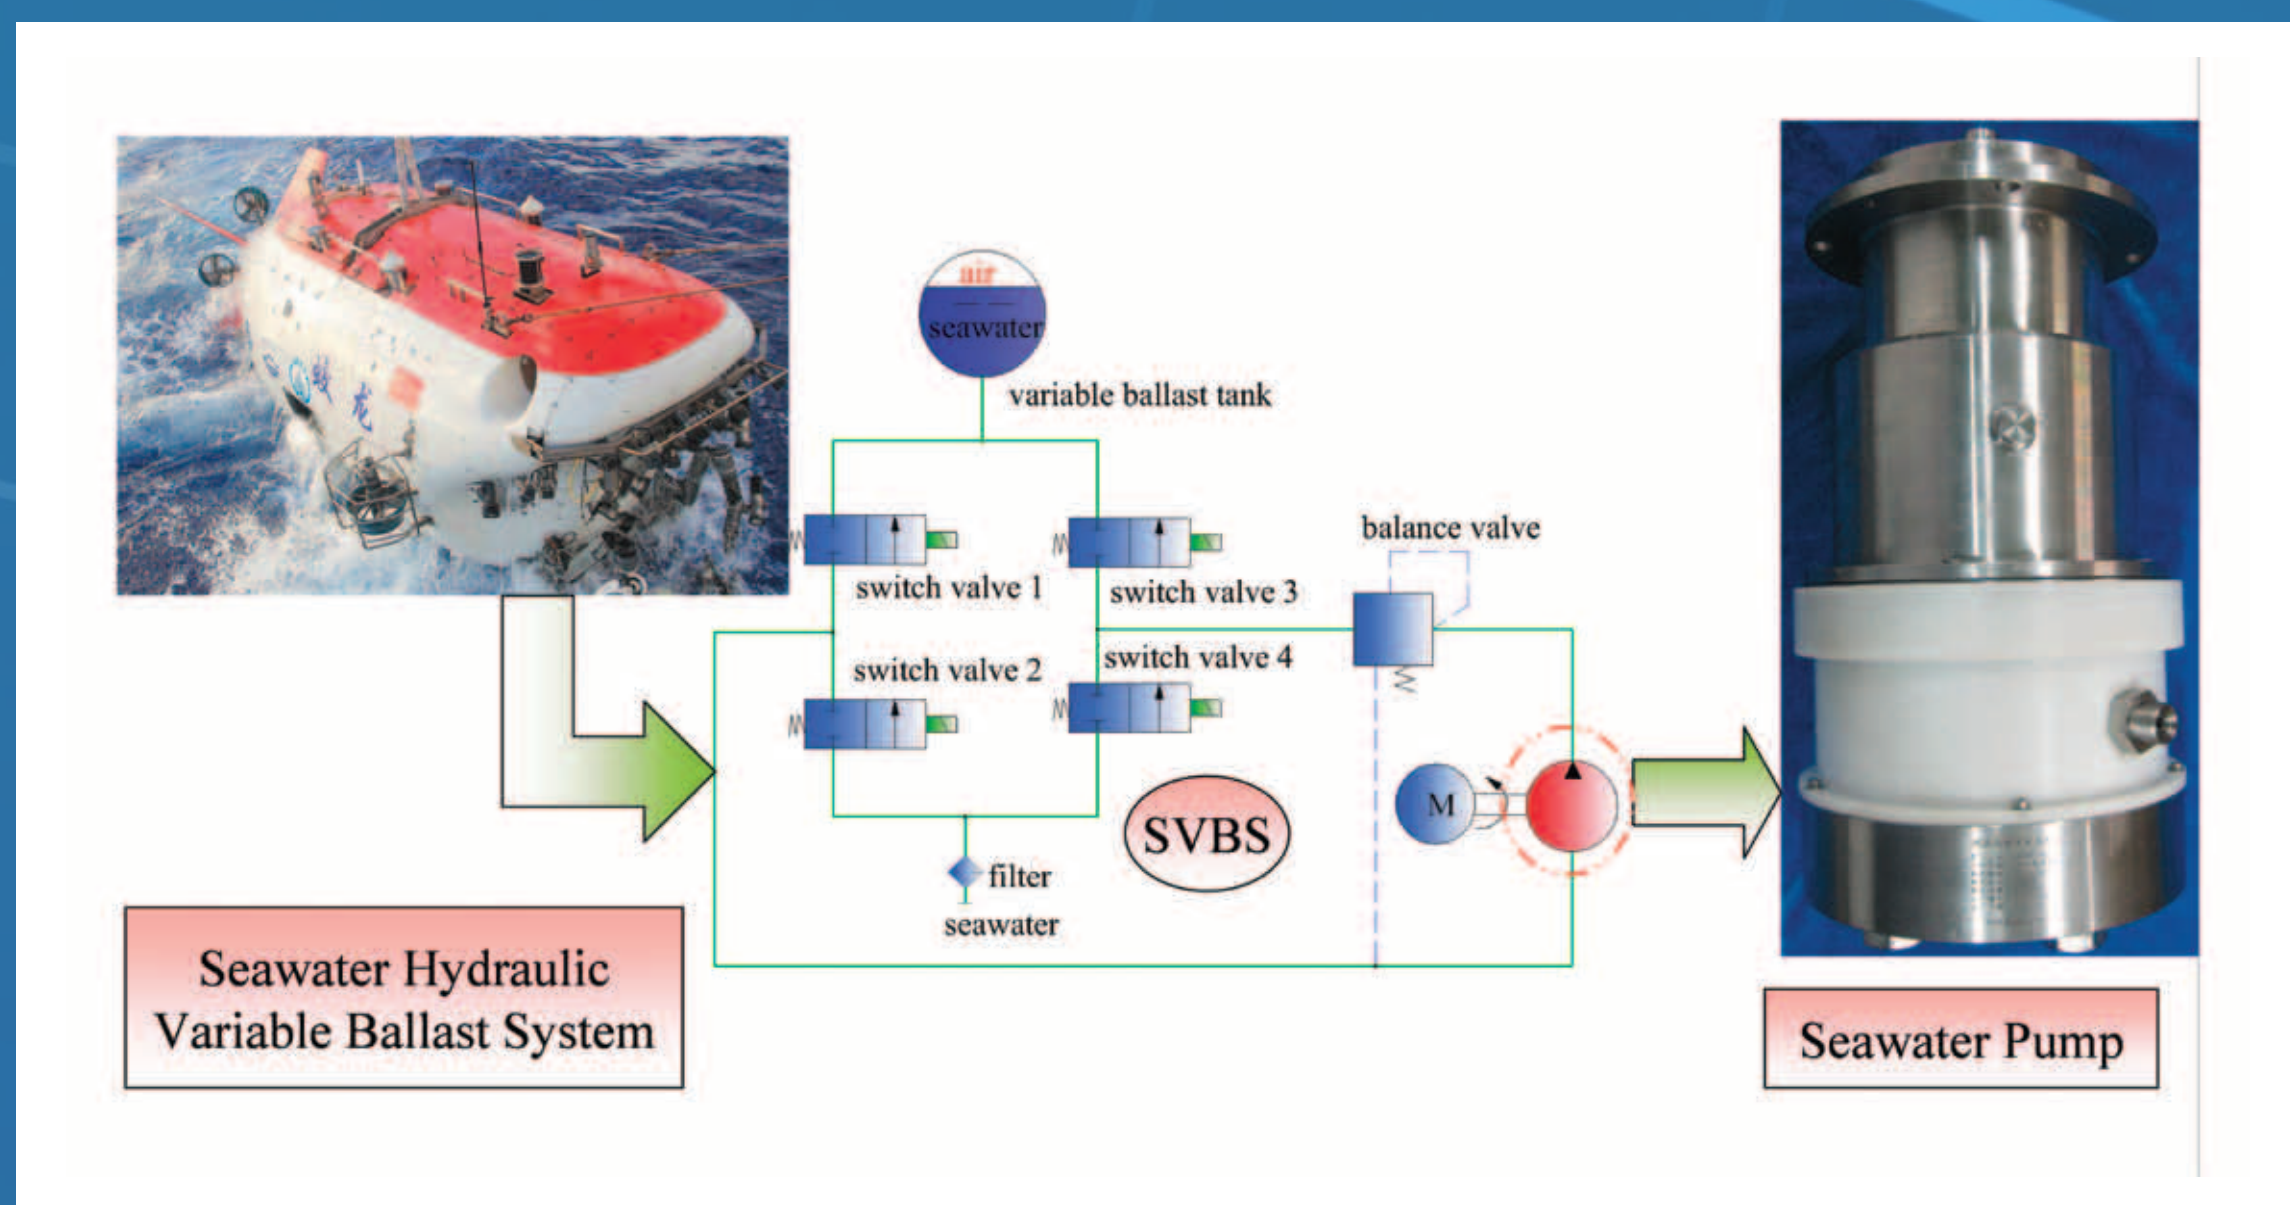 蛟龙
air
seawater
variable ballast tank
switch valve 1
switch valve 3
balance valve
switch valve 2
switch valve 4
M
SVBS
filter
seawater
Seawater Hydraulic
Variable Ballast System
Seawater Pump